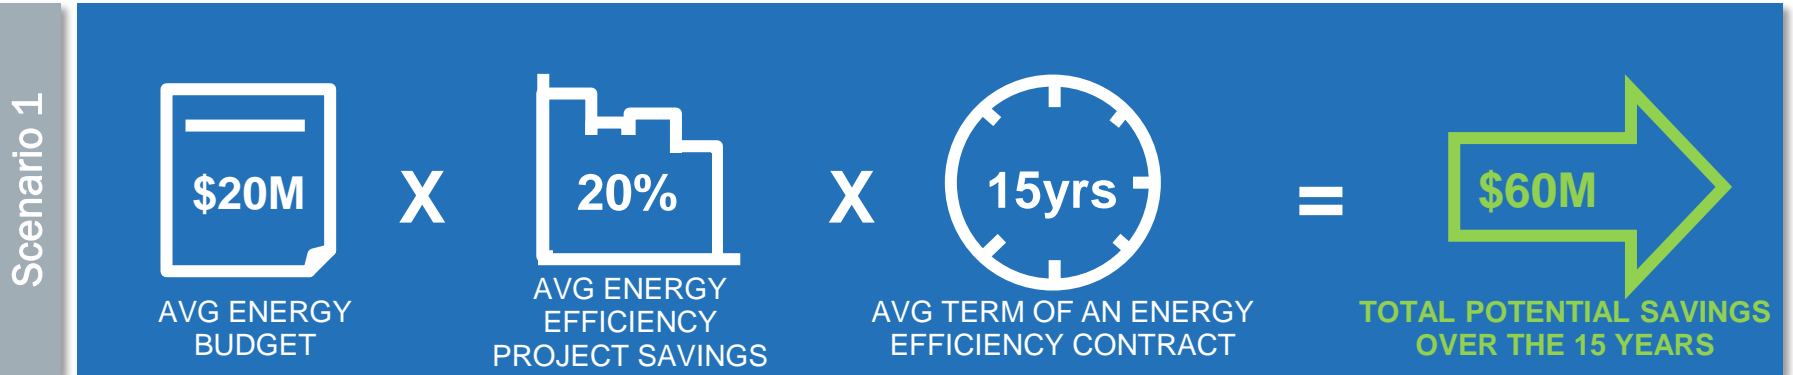 Scenario 1
$20M
X
20%
X
15yrs
=
$60M
AVG ENERGY
BUDGET
AVG ENERGY
EFFICIENCY
PROJECT SAVINGS
AVG TERM OF AN ENERGY
EFFICIENCY CONTRACT
TOTAL POTENTIAL SAVINGS
OVER THE 15 YEARS